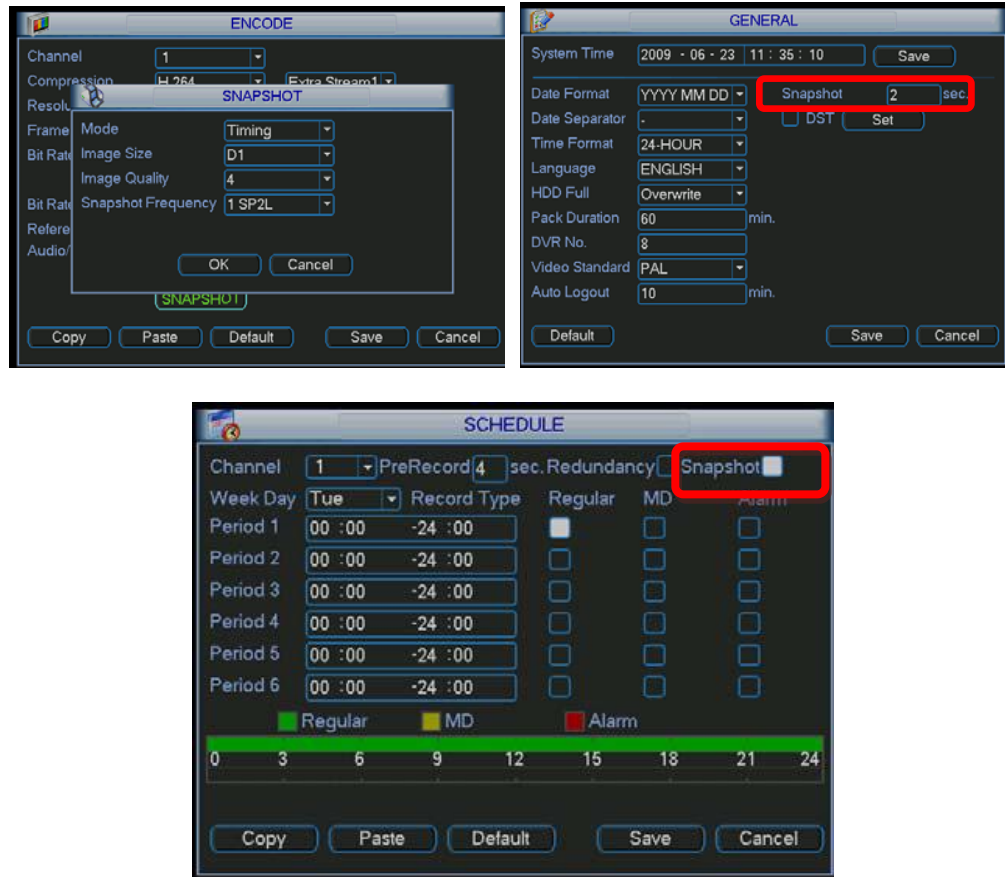 ENCODE
Channel 1
Compression H.264 Extra Stream1
SNAPSHOT
Frame Mode Timing
Bit Rate Image Size D1
Image Quality 4
Bit Rate Snapshot Frequency 1 SP2L
Audio/
OK Cancel
SNAPSHOT
Copy Paste Default Save Cancel
GENERAL
System Time 2009 - 06 - 23 11 : 35 : 10 Save
Date Format YYYY MM DD Snapshot 2 sec.
Date Separator - DST Set
Time Format 24-HOUR
Language ENGLISH
HDD Full Overwrite
Pack Duration 60 min.
DVR No. 8
Video Standard PAL
Auto Logout 10 min.
Default Save Cancel
SCHEDULE
Channel 1 PreRecord 4 sec. Redundancy Snapshot
Week Day Tue Record Type Regular MD Alarm
Period 1 00 :00 -24 :00
Period 2 00 :00 -24 :00
Period 3 00 :00 -24 :00
Period 4 00 :00 -24 :00
Period 5 00 :00 -24 :00
Period 6 00 :00 -24 :00
Regular MD Alarm
0 3 6 9 12 15 18 21 24
Copy Paste Default Save Cancel